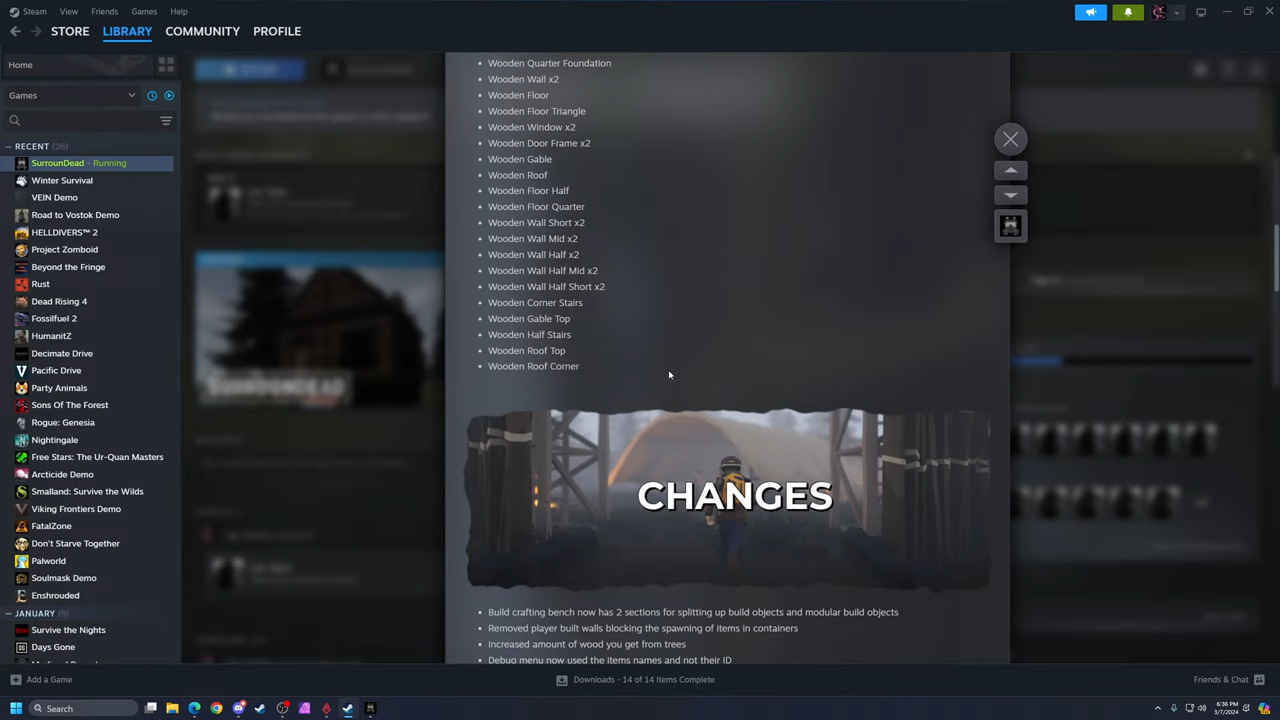 Steam View Friends Games Help
STORE LIBRARY COMMUNITY PROFILE
Home
Games
RECENT (26)
SurrounDead - Running
Winter Survival
VEIN Demo
Road to Vostok Demo
HELLDIVERS™ 2
Project Zomboid
Beyond the Fringe
Rust
Dead Rising 4
Fossilfuel 2
HumanitZ
Decimate Drive
Pacific Drive
Party Animals
Sons Of The Forest
Rogue: Genesia
Nightingale
Free Stars: The Ur-Quan Masters
Arcticide Demo
Smalland: Survive the Wilds
Viking Frontiers Demo
FatalZone
Don't Starve Together
Palworld
Soulmask Demo
Enshrouded
JANUARY (9)
Survive the Nights
Days Gone
Wooden Quarter Foundation
Wooden Wall x2
Wooden Floor
Wooden Floor Triangle
Wooden Window x2
Wooden Door Frame x2
Wooden Gable
Wooden Roof
Wooden Floor Half
Wooden Floor Quarter
Wooden Wall Short x2
Wooden Wall Mid x2
Wooden Wall Half x2
Wooden Wall Half Mid x2
Wooden Wall Half Short x2
Wooden Corner Stairs
Wooden Gable Top
Wooden Half Stairs
Wooden Roof Top
Wooden Roof Corner
SURROUNDEAD
CHANGES
Build crafting bench now has 2 sections for splitting up build objects and modular build objects
Removed player built walls blocking the spawning of items in containers
Increased amount of wood you get from trees
Debug menu now used the items names and not their ID
Add a Game
Downloads - 14 of 14 Items Complete
Friends & Chat
Search
6:36 PM
3/7/2024